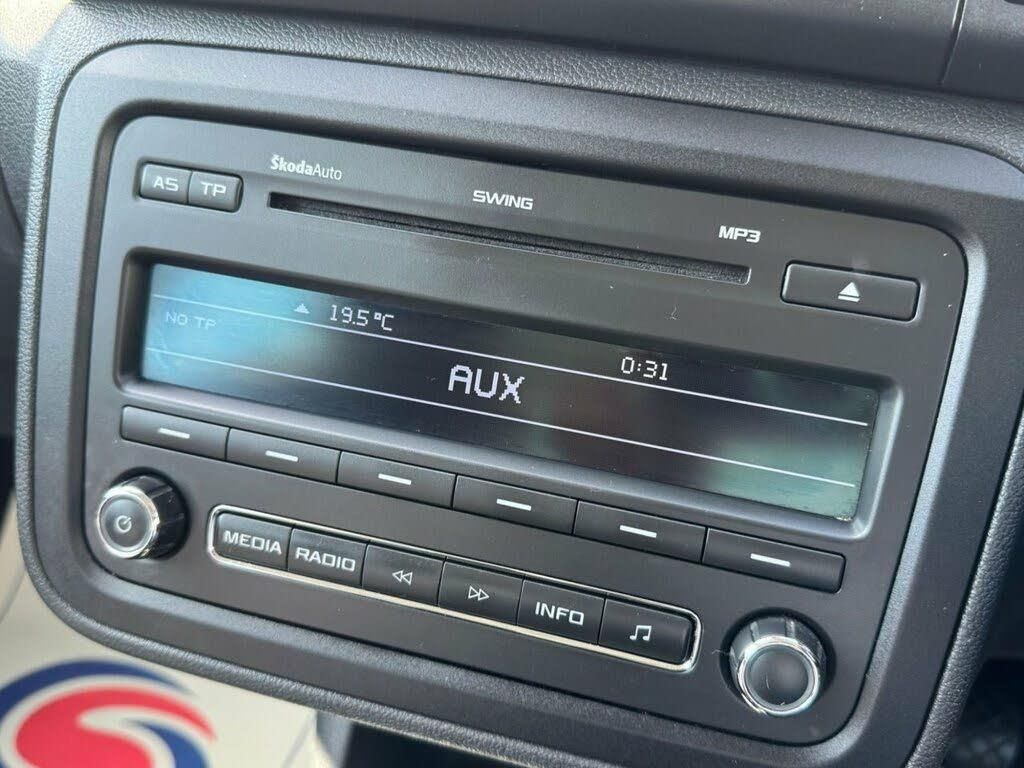 ŠkodaAuto
AS TP
SWING
MP3
19.5°C
NO TP
0:31
AUX
MEDIA RADIO INFO